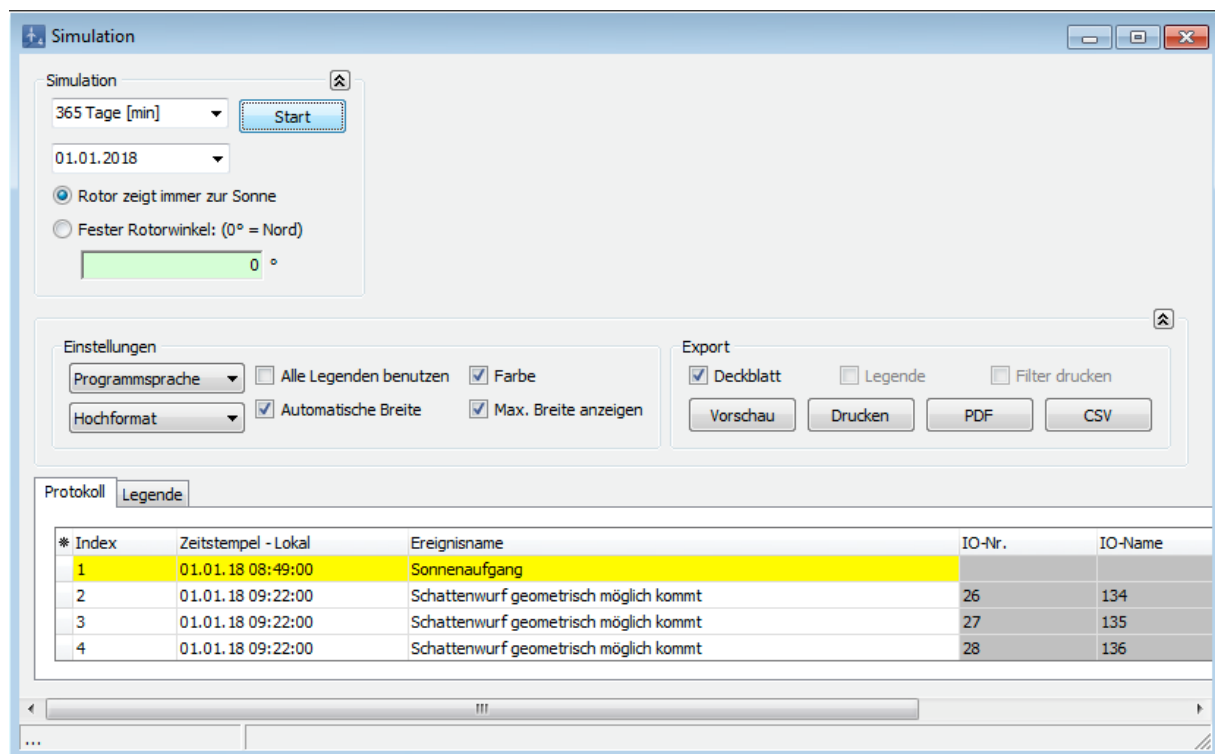 Simulation
Simulation
365 Tage [min] Start
01.01.2018
Rotor zeigt immer zur Sonne
Fester Rotorwinkel: (0° = Nord)
0 °
Einstellungen
Programmsprache Alle Legenden benutzen Farbe
Hochformat Automatische Breite Max. Breite anzeigen
Export
Deckblatt Legende Filter drucken
Vorschau Drucken PDF CSV
Protokoll Legende
* Index Zeitstempel - Lokal Ereignisname IO-Nr. IO-Name
1 01.01.18 08:49:00 Sonnenaufgang
2 01.01.18 09:22:00 Schattenwurf geometrisch möglich kommt 26 134
3 01.01.18 09:22:00 Schattenwurf geometrisch möglich kommt 27 135
4 01.01.18 09:22:00 Schattenwurf geometrisch möglich kommt 28 136
...